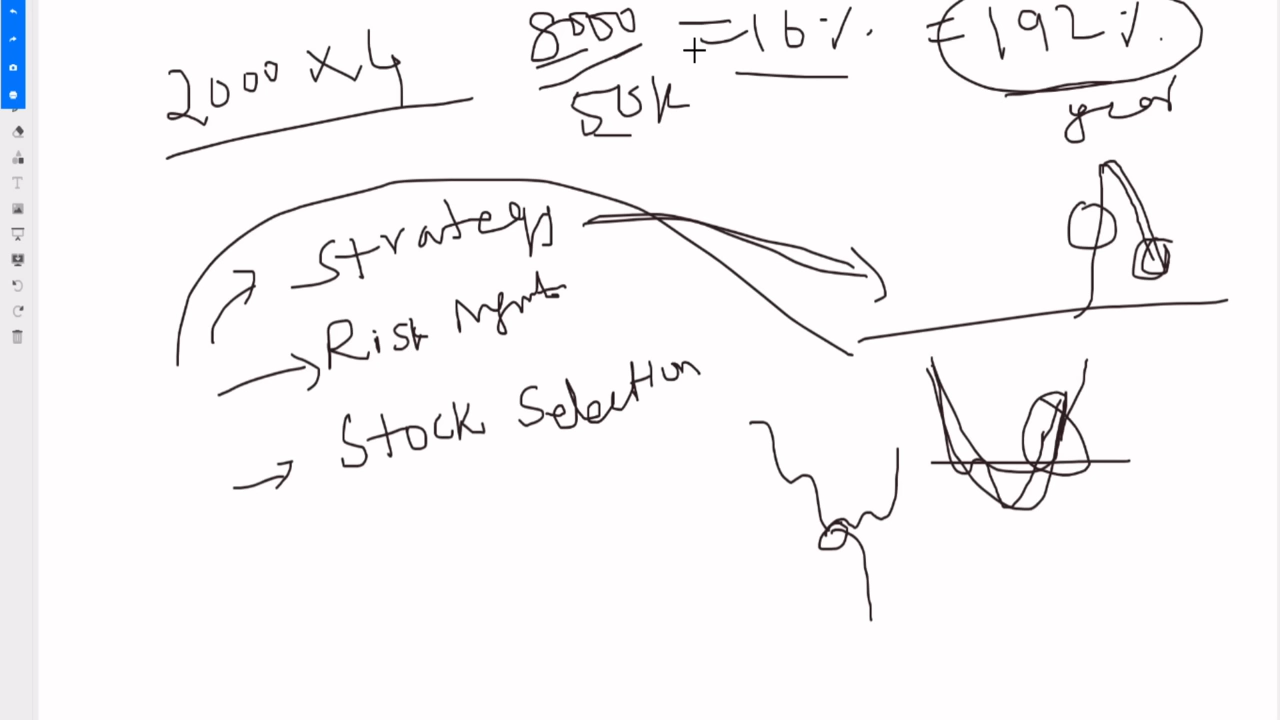 2000 × 4
8000
50K
= 16 %. = 192 %.
year
Strategy
Risk Mgmt
Stock Selection